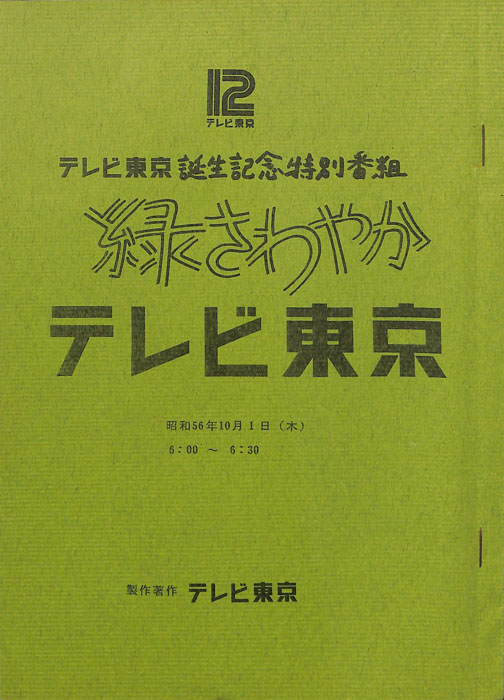 12
テレビ東京
テレビ東京 誕生記念特別番組
緑さわやか
テレビ東京
昭和56年10月1日(木)
6:00 ~ 6:30
製作著作 テレビ東京